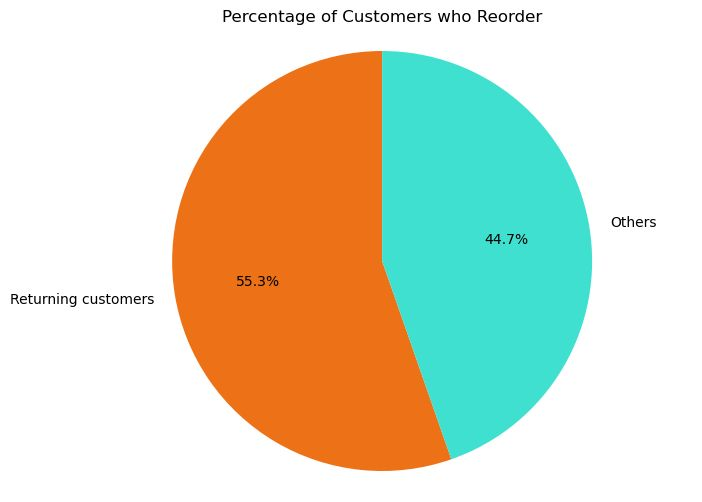 Percentage of Customers who Reorder
Others
44.7%
55.3%
Returning customers